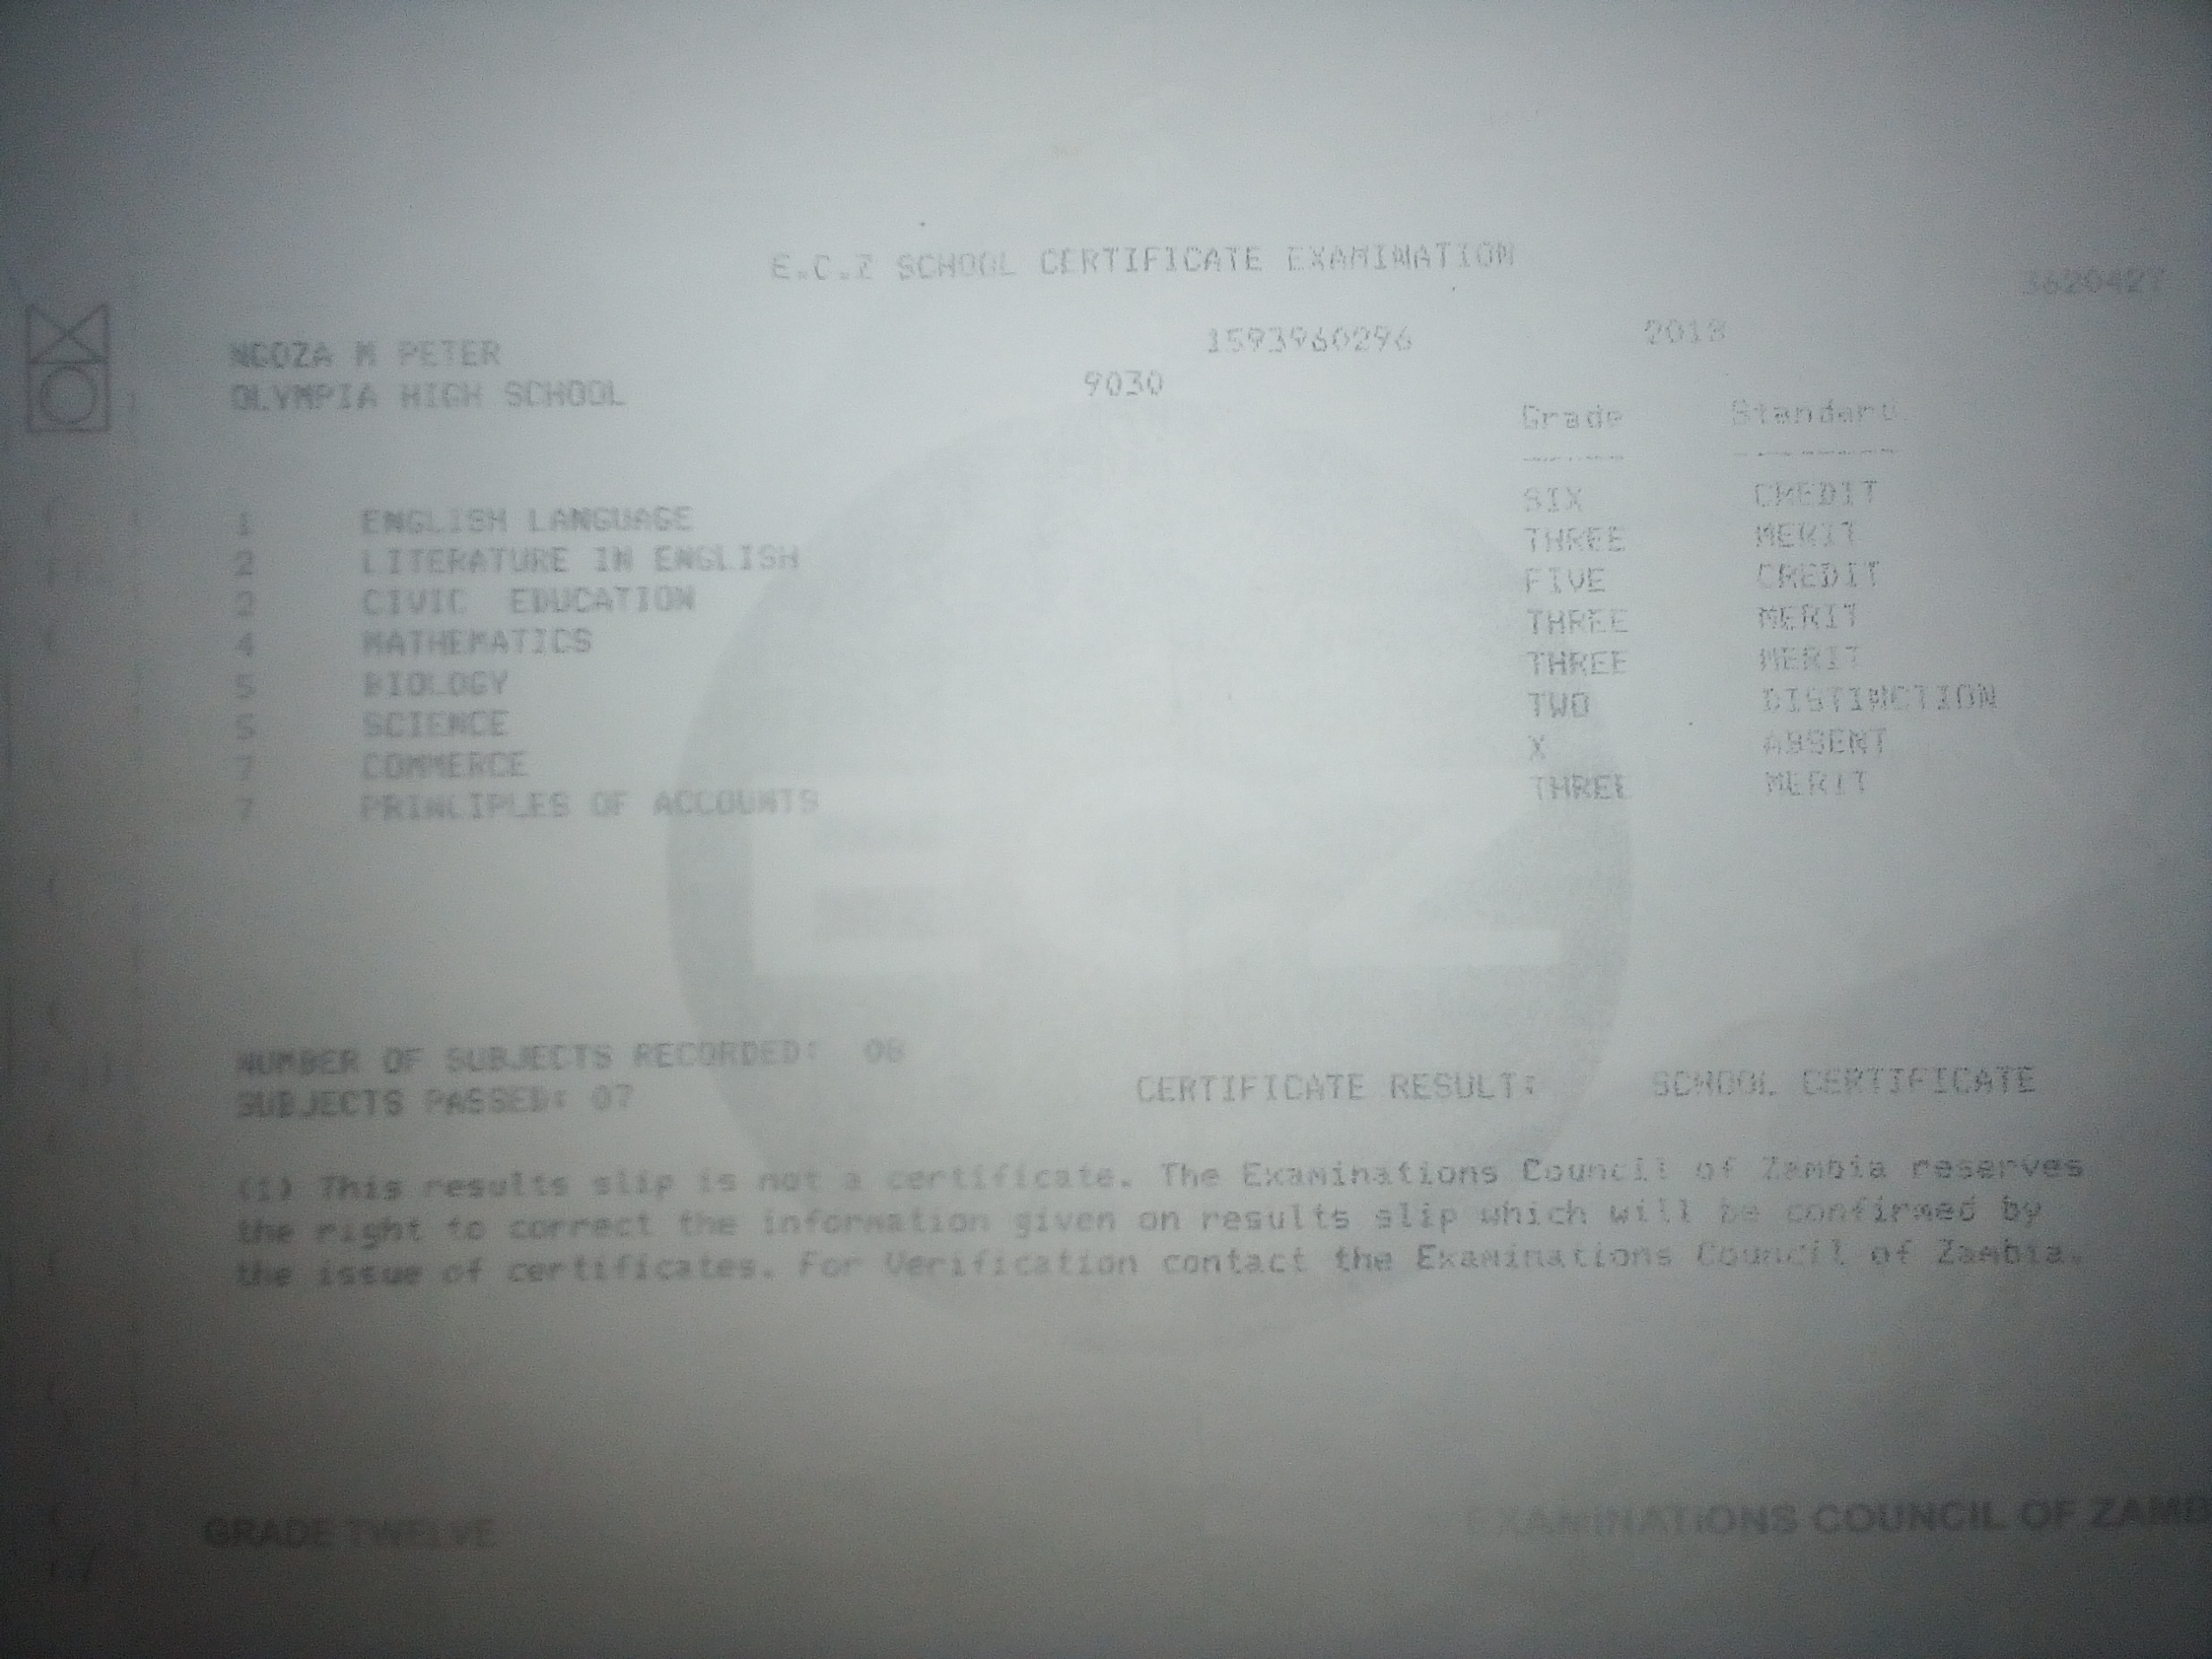 E.C.Z SCHOOL CERTIFICATE EXAMINATION
3620427
NGOZA M PETER 1593960296 2018
OLYMPIA HIGH SCHOOL 9030
Grade Standard
1 ENGLISH LANGUAGE SIX CREDIT
2 LITERATURE IN ENGLISH THREE MERIT
2 CIVIC EDUCATION FIVE CREDIT
4 MATHEMATICS THREE MERIT
5 BIOLOGY THREE MERIT
5 SCIENCE TWO DISTINCTION
7 COMMERCE X ABSENT
7 PRINCIPLES OF ACCOUNTS THREE MERIT
NUMBER OF SUBJECTS RECORDED: 08
SUBJECTS PASSED: 07 CERTIFICATE RESULT: SCHOOL CERTIFICATE
(1) This results slip is not a certificate. The Examinations Council of Zambia reserves
the right to correct the information given on results slip which will be confirmed by
the issue of certificates. For Verification contact the Examinations Council of Zambia.
GRADE TWELVE EXAMINATIONS COUNCIL OF ZAMB